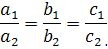 a₁/a₂ = b₁/b₂ = c₁/c₂.